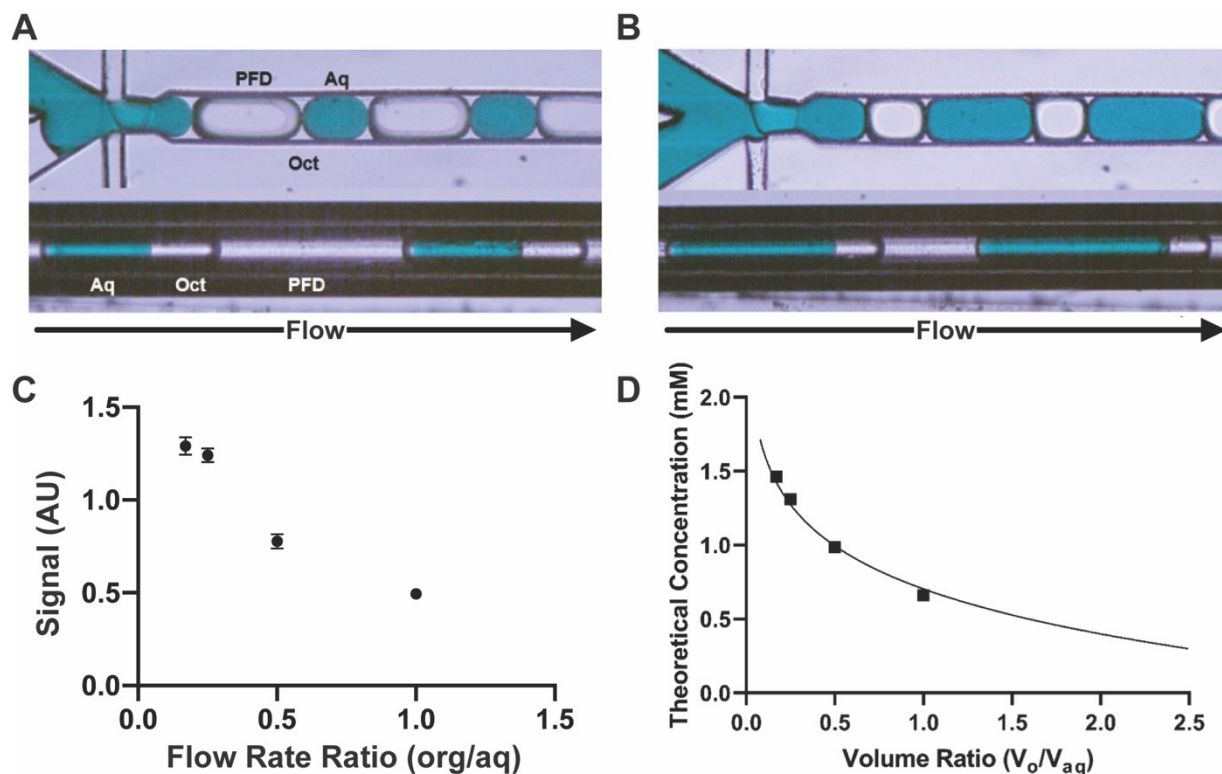 A
PFD Aq
Oct
Aq Oct PFD
Flow
B
Flow
C
Signal (AU)
1.5
1.0
0.5
0.0
0.0 0.5 1.0 1.5
Flow Rate Ratio (org/aq)
D
Theoretical Concentration (mM)
2.0
1.5
1.0
0.5
0.0
0.0 0.5 1.0 1.5 2.0 2.5
Volume Ratio (Vo/Vaq)